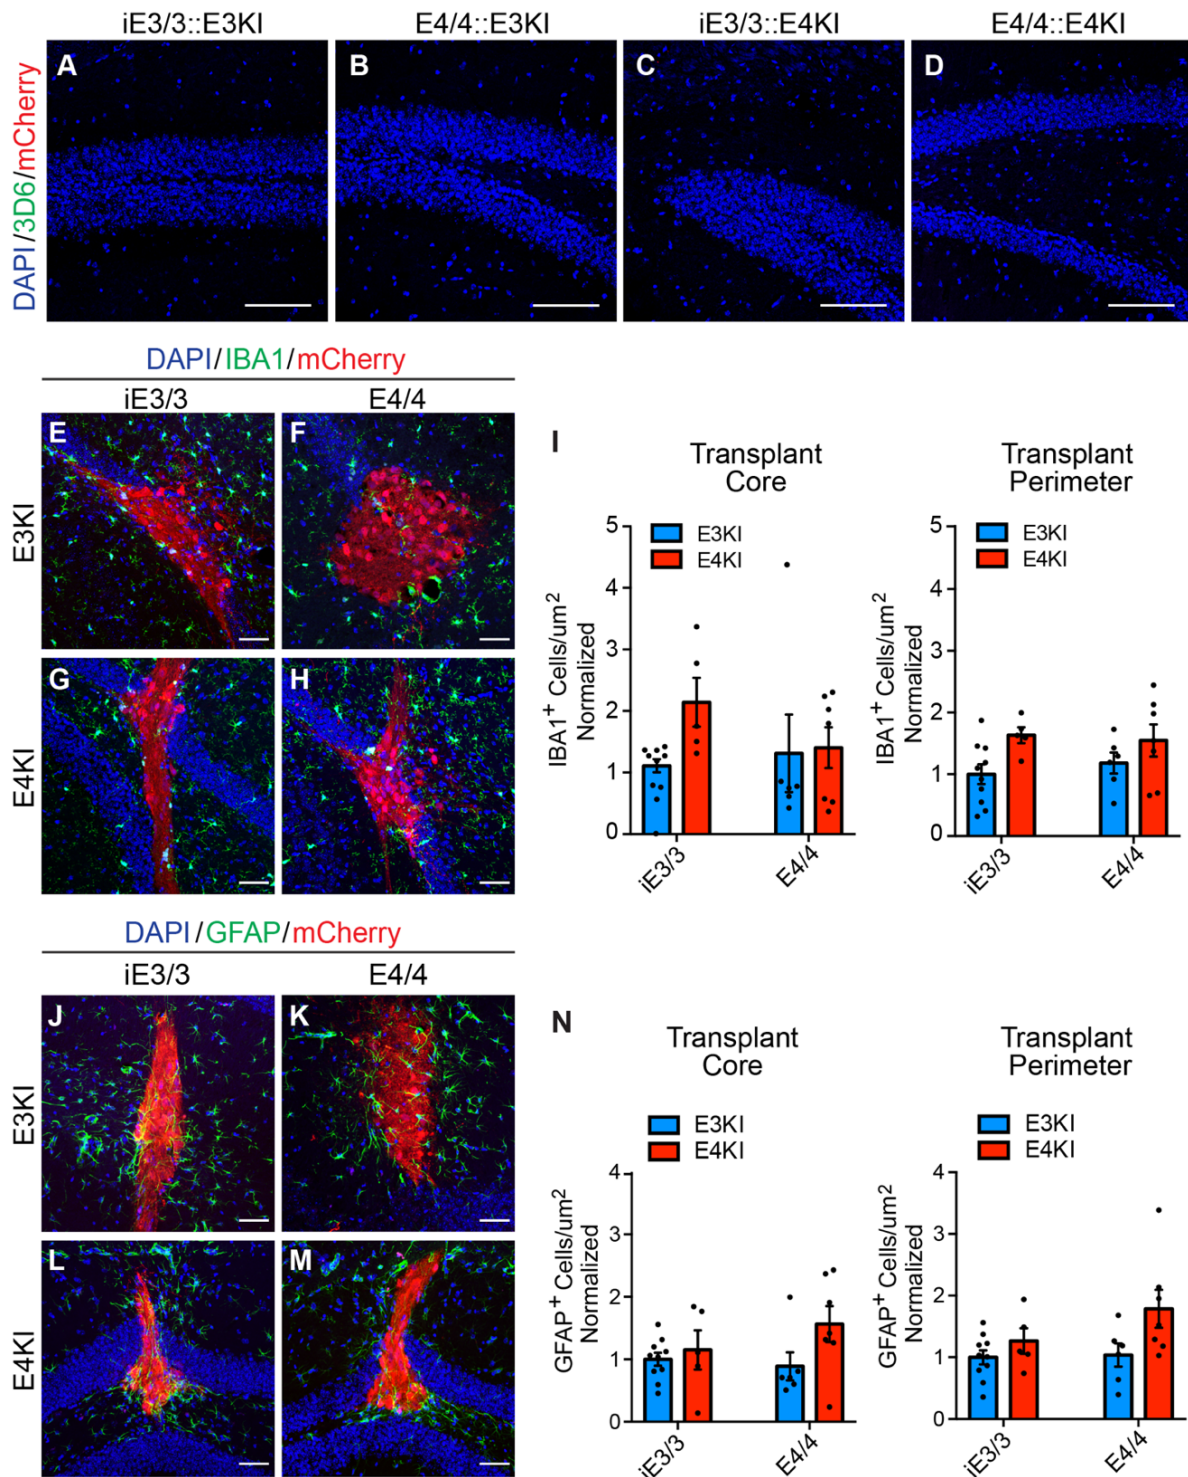 iE3/3::E3KI E4/4::E3KI iE3/3::E4KI E4/4::E4KI
DAPI/3D6/mCherry
A B C D
DAPI/IBA1/mCherry
iE3/3 E4/4
E3KI
E F
E4KI
G H
I
Transplant
Core
E3KI
E4KI
IBA1+ Cells/um2
Normalized
5
4
3
2
1
0
iE3/3 E4/4
Transplant
Perimeter
E3KI
E4KI
IBA1+ Cells/um2
Normalized
5
4
3
2
1
0
iE3/3 E4/4
DAPI/GFAP/mCherry
iE3/3 E4/4
E3KI
J K
E4KI
L M
N
Transplant
Core
E3KI
E4KI
GFAP+ Cells/um2
Normalized
4
3
2
1
0
iE3/3 E4/4
Transplant
Perimeter
E3KI
E4KI
GFAP+ Cells/um2
Normalized
4
3
2
1
0
iE3/3 E4/4